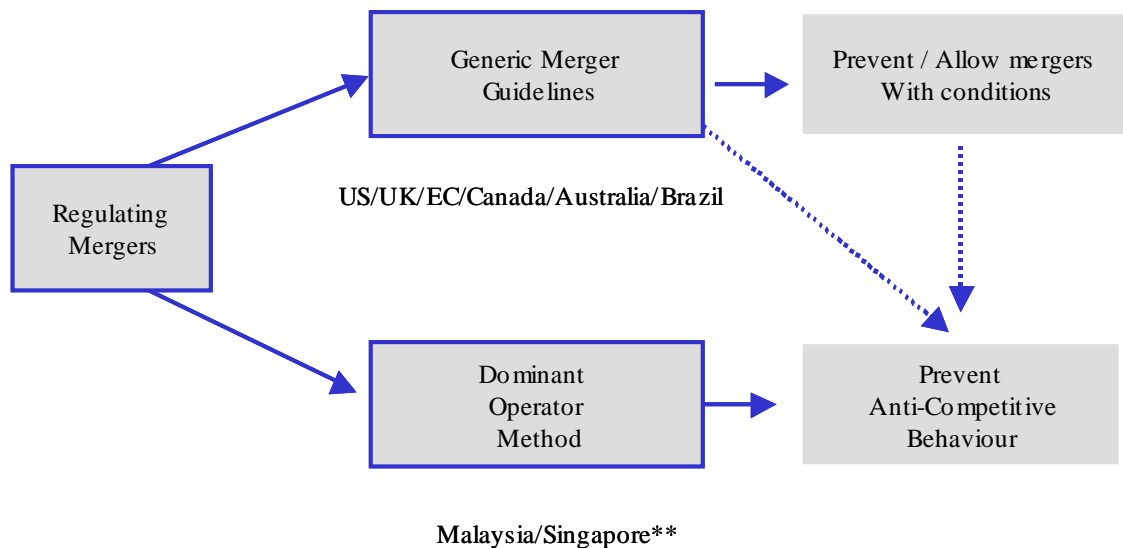 Generic Merger
Guidelines
Prevent / Allow mergers
With conditions
US/UK/EC/Canada/Australia/Brazil
Regulating
Mergers
Dominant
Operator
Method
Prevent
Anti-Competitive
Behaviour
Malaysia/Singapore**